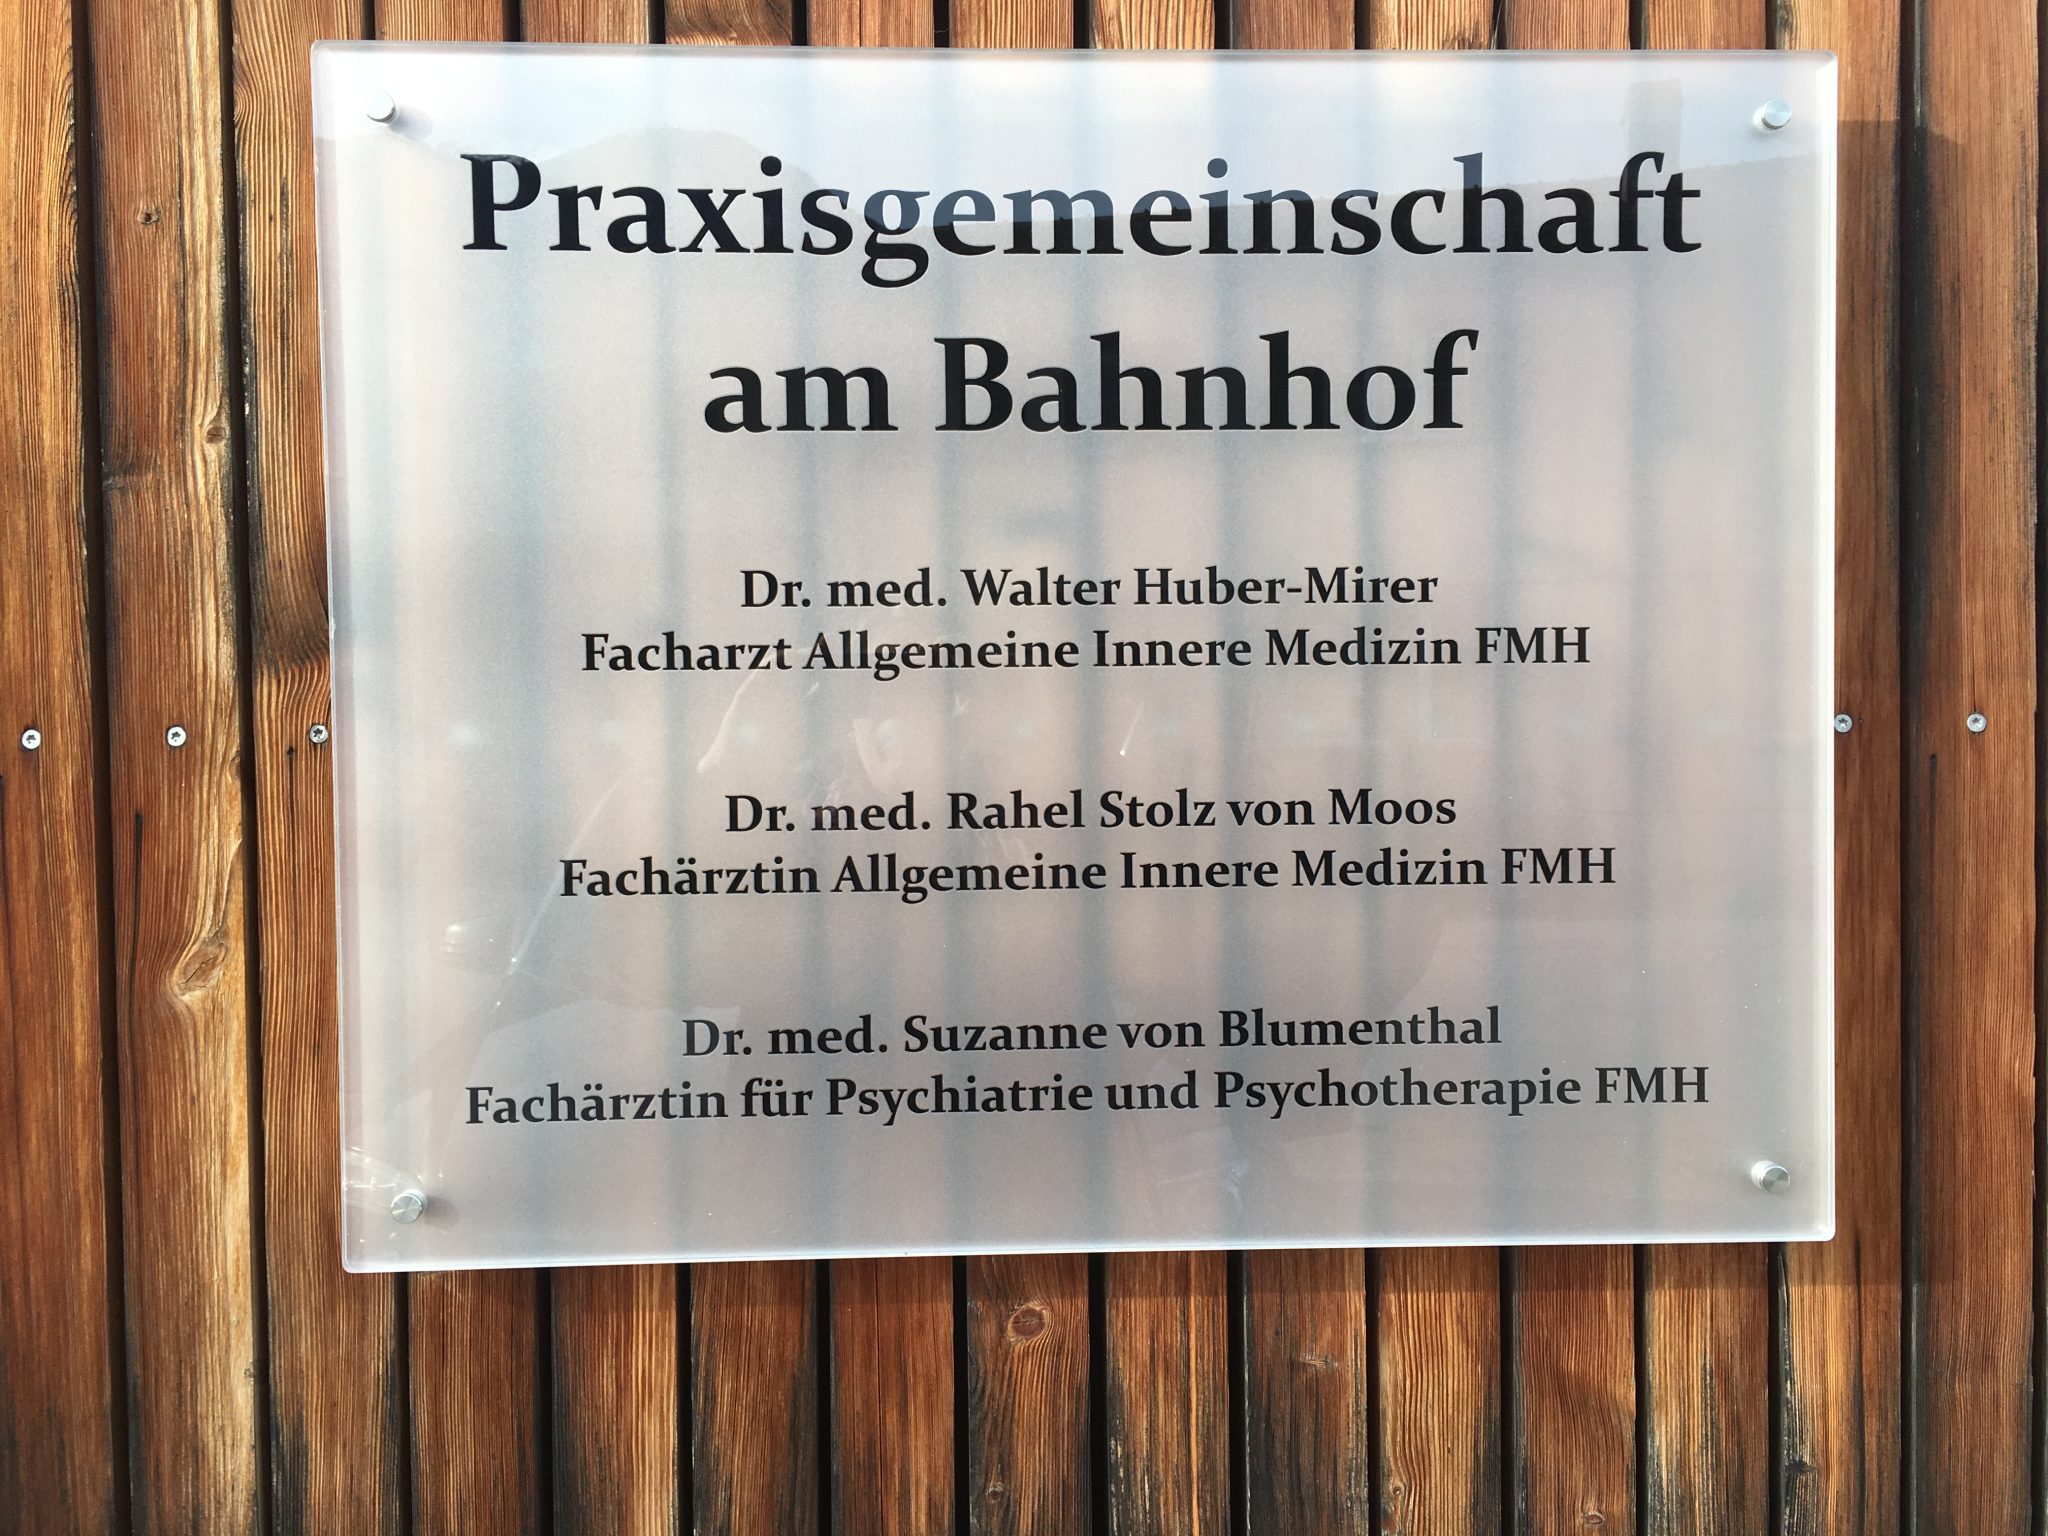 Praxisgemeinschaft
am Bahnhof
Dr. med. Walter Huber-Mirer
Facharzt Allgemeine Innere Medizin FMH
Dr. med. Rahel Stolz von Moos
Fachärztin Allgemeine Innere Medizin FMH
Dr. med. Suzanne von Blumenthal
Fachärztin für Psychiatrie und Psychotherapie FMH